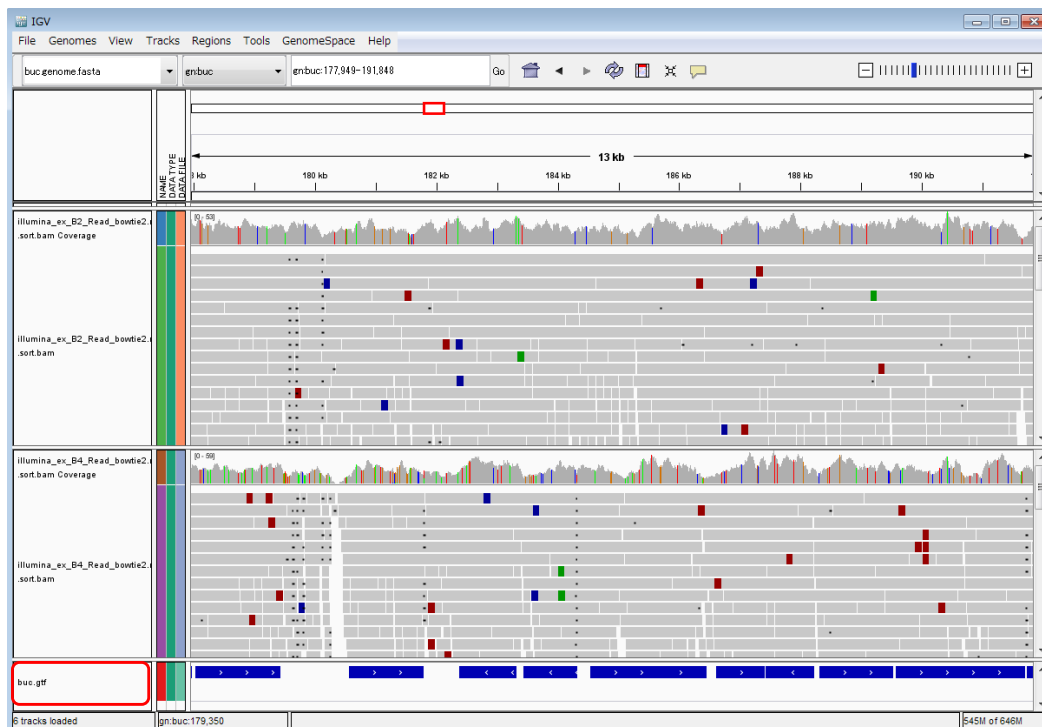 IGV
File Genomes View Tracks Regions Tools GenomeSpace Help
buc.genome.fasta gn:buc gn:buc:177,949-191,848 Go
NAME
DATA TYPE
DATA FILE
13 kb
8 kb 180 kb 182 kb 184 kb 186 kb 188 kb 190 kb
illumina_ex_B2_Read_bowtie2.
.sort.bam Coverage
[0 - 53]
illumina_ex_B2_Read_bowtie2.
.sort.bam
illumina_ex_B4_Read_bowtie2.
.sort.bam Coverage
[0 - 59]
illumina_ex_B4_Read_bowtie2.
.sort.bam
buc.gtf
6 tracks loaded gn:buc:179,350 545M of 646M